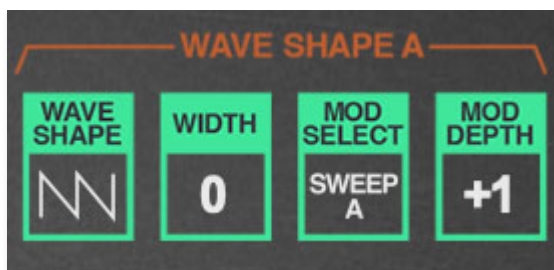 WAVE SHAPE A
WAVE
SHAPE
WIDTH
0
MOD
SELECT
SWEEP
A
MOD
DEPTH
+1